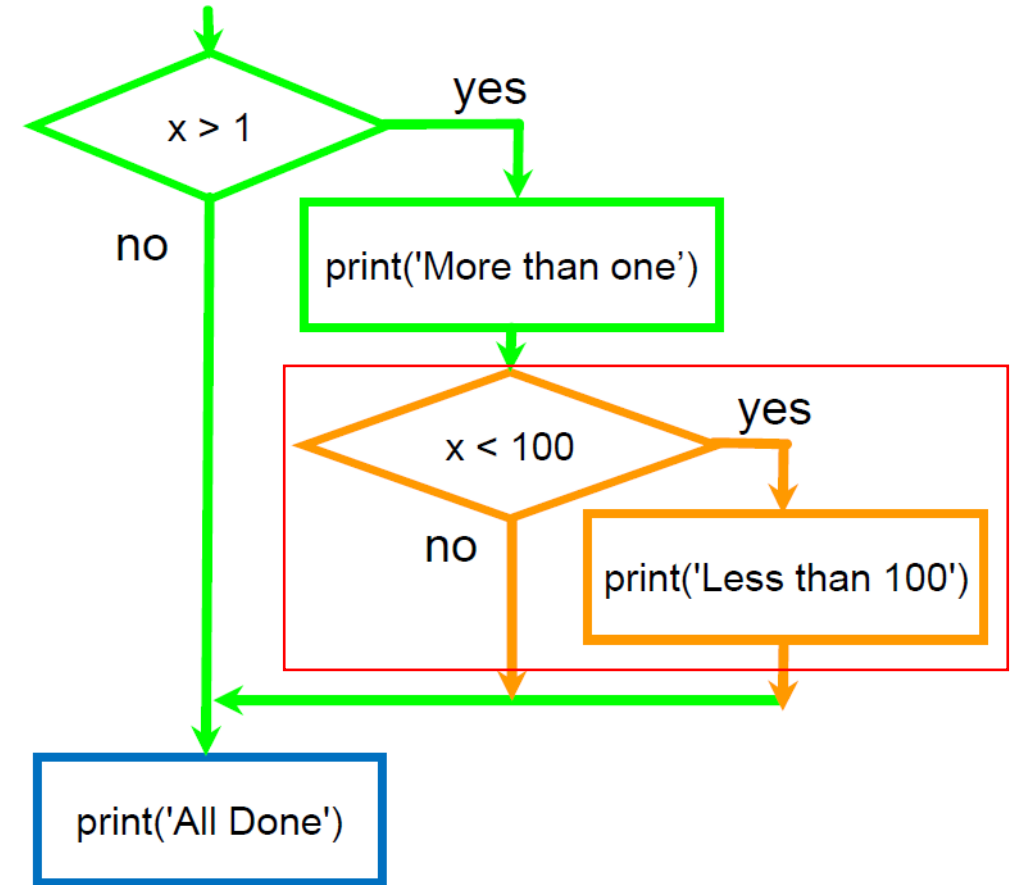 yes
x > 1
no
print('More than one’)
yes
x < 100
no
print('Less than 100')
print('All Done')